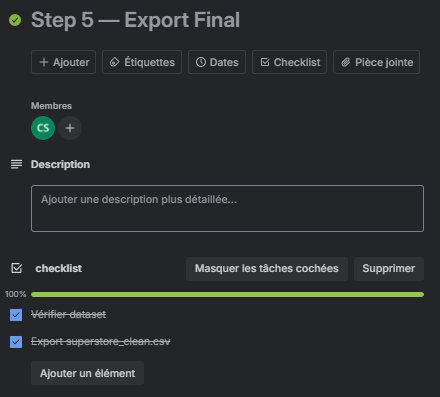 Step 5 — Export Final
Ajouter
Étiquettes
Dates
Checklist
Pièce jointe
Membres
CS
Description
Ajouter une description plus détaillée...
checklist
Masquer les tâches cochées
Supprimer
100%
Vérifier dataset
Export superstore_clean.csv
Ajouter un élément